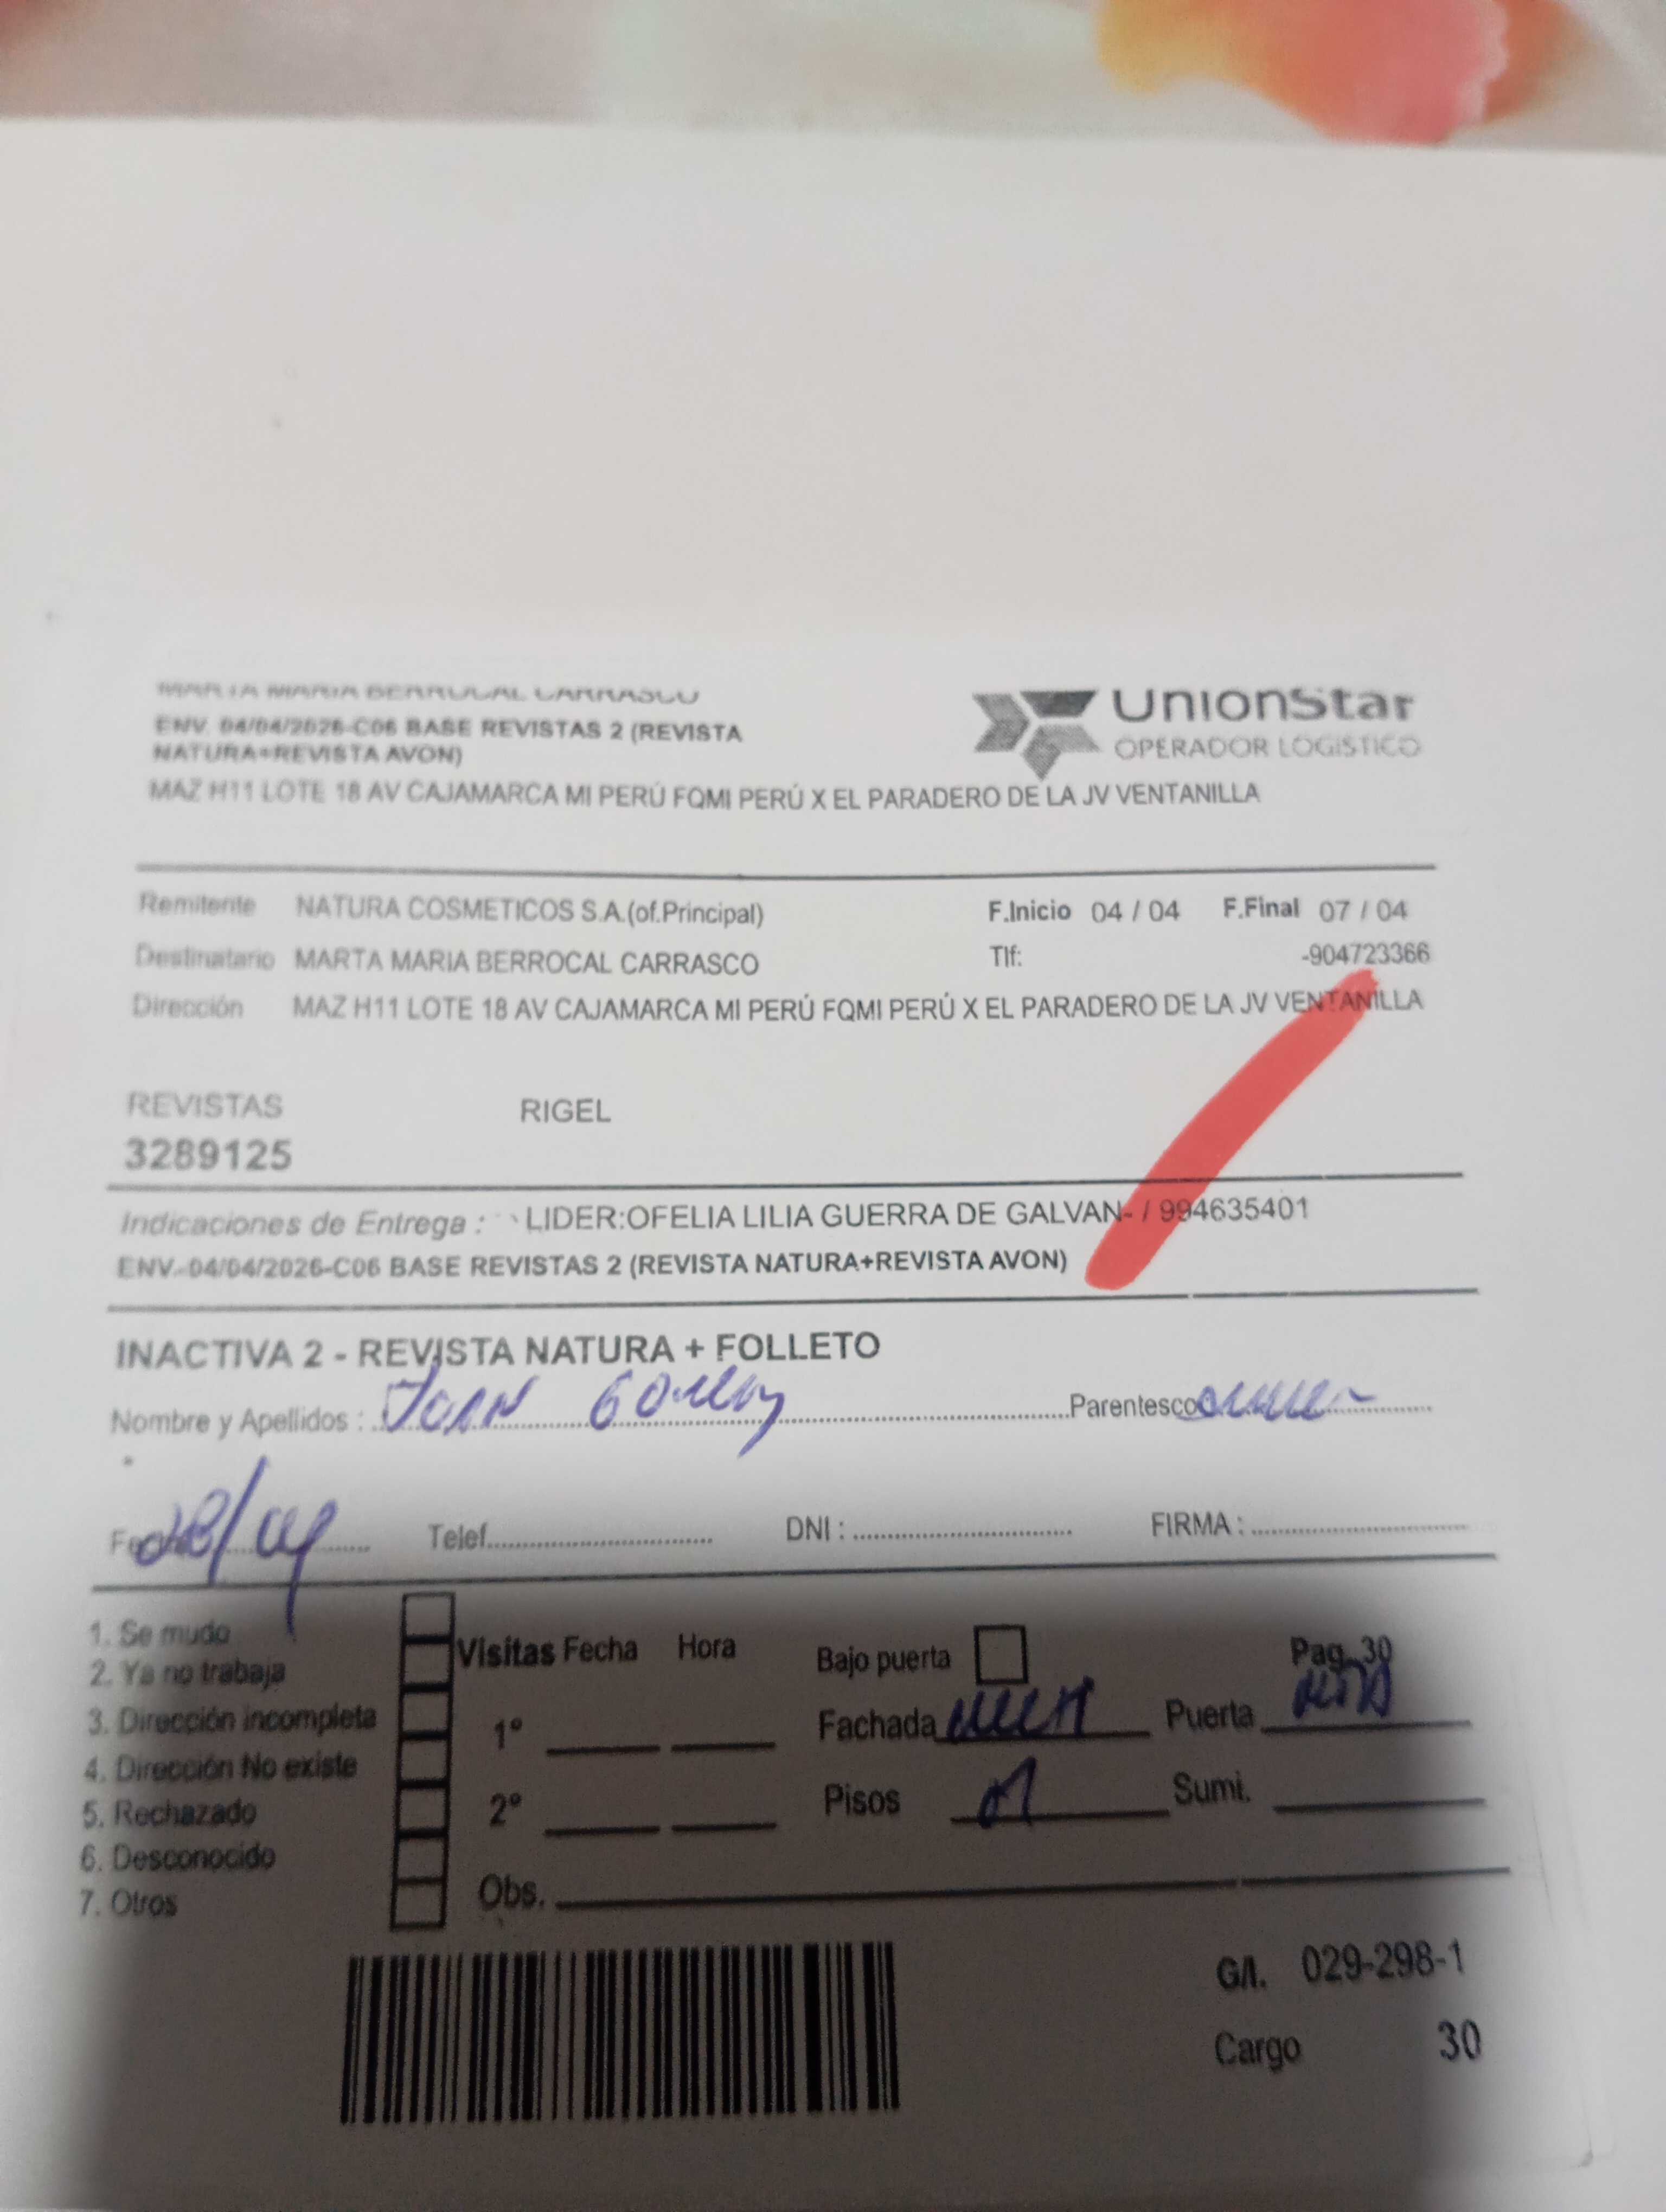 MARTA MARIA BERROCAL CARRASCO
ENV. 04/04/2026-C06 BASE REVISTAS 2 (REVISTA
NATURA+REVISTA AVON)
UnionStar
OPERADOR LOGISTICO
MAZ H11 LOTE 18 AV CAJAMARCA MI PERÚ FQMI PERÚ X EL PARADERO DE LA JV VENTANILLA
Remitente NATURA COSMETICOS S.A.(of.Principal) F.Inicio 04 / 04 F.Final 07 / 04
Destinatario MARTA MARIA BERROCAL CARRASCO Tlf: -904723366
Dirección MAZ H11 LOTE 18 AV CAJAMARCA MI PERÚ FQMI PERÚ X EL PARADERO DE LA JV VENTANILLA
REVISTAS RIGEL
3289125
Indicaciones de Entrega : LIDER:OFELIA LILIA GUERRA DE GALVAN- / 994635401
ENV.-04/04/2026-C06 BASE REVISTAS 2 (REVISTA NATURA+REVISTA AVON)
INACTIVA 2 - REVISTA NATURA + FOLLETO
Nombre y Apellidos : Parentesco
Telef. DNI : FIRMA :
1. Se mudo
2. Ya no trabaja
3. Dirección incompleta
4. Dirección No existe
5. Rechazado
6. Desconocido
7. Otros
Visitas Fecha Hora
1º
2º
Obs.
Bajo puerta Pag. 30
Fachada Puerta
Pisos Sumi.
G/I. 029-298-1
Cargo 30